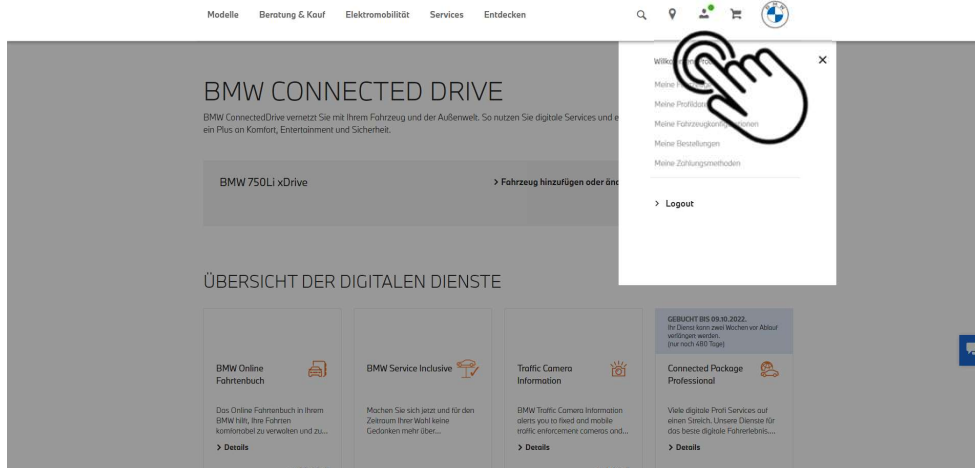 Modelle Beratung & Kauf Elektromobilität Services Entdecken
BMW CONNECTED DRIVE
BMW ConnectedDrive vernetzt Sie mit Ihrem Fahrzeug und der Außenwelt. So nutzen Sie digitale Services und
ein Plus an Komfort, Entertainment und Sicherheit.
BMW 750Li xDrive
> Fahrzeug hinzufügen oder
Meine
Meine
Meine
Meine Bestellungen
Meine Zahlungsmethoden
> Logout
ÜBERSICHT DER DIGITALEN DIENSTE
BMW Online
Fahrtenbuch
Das Online Fahrtenbuch in Ihrem
BMW hilft, Ihre Fahrten
komfortabel zu verwalten und zu...
> Details
BMW Service Inclusive
Machen Sie sich jetzt und für den
Zeitraum Ihrer Wahl keine
Gedanken mehr über...
> Details
Traffic Camera
Information
BMW Traffic Camera Information
alerts you to fixed and mobile
traffic enforcement cameras and...
> Details
GEBUCHT BIS 09.10.2022.
Ihr Dienst kann zwei Wochen vor Ablauf
verlängert werden.
(nur noch 480 Tage)
Connected Package
Professional
Viele digitale Profi Services auf
einen Streich. Unsere Dienste für
das beste digitale Fahrerlebnis....
> Details